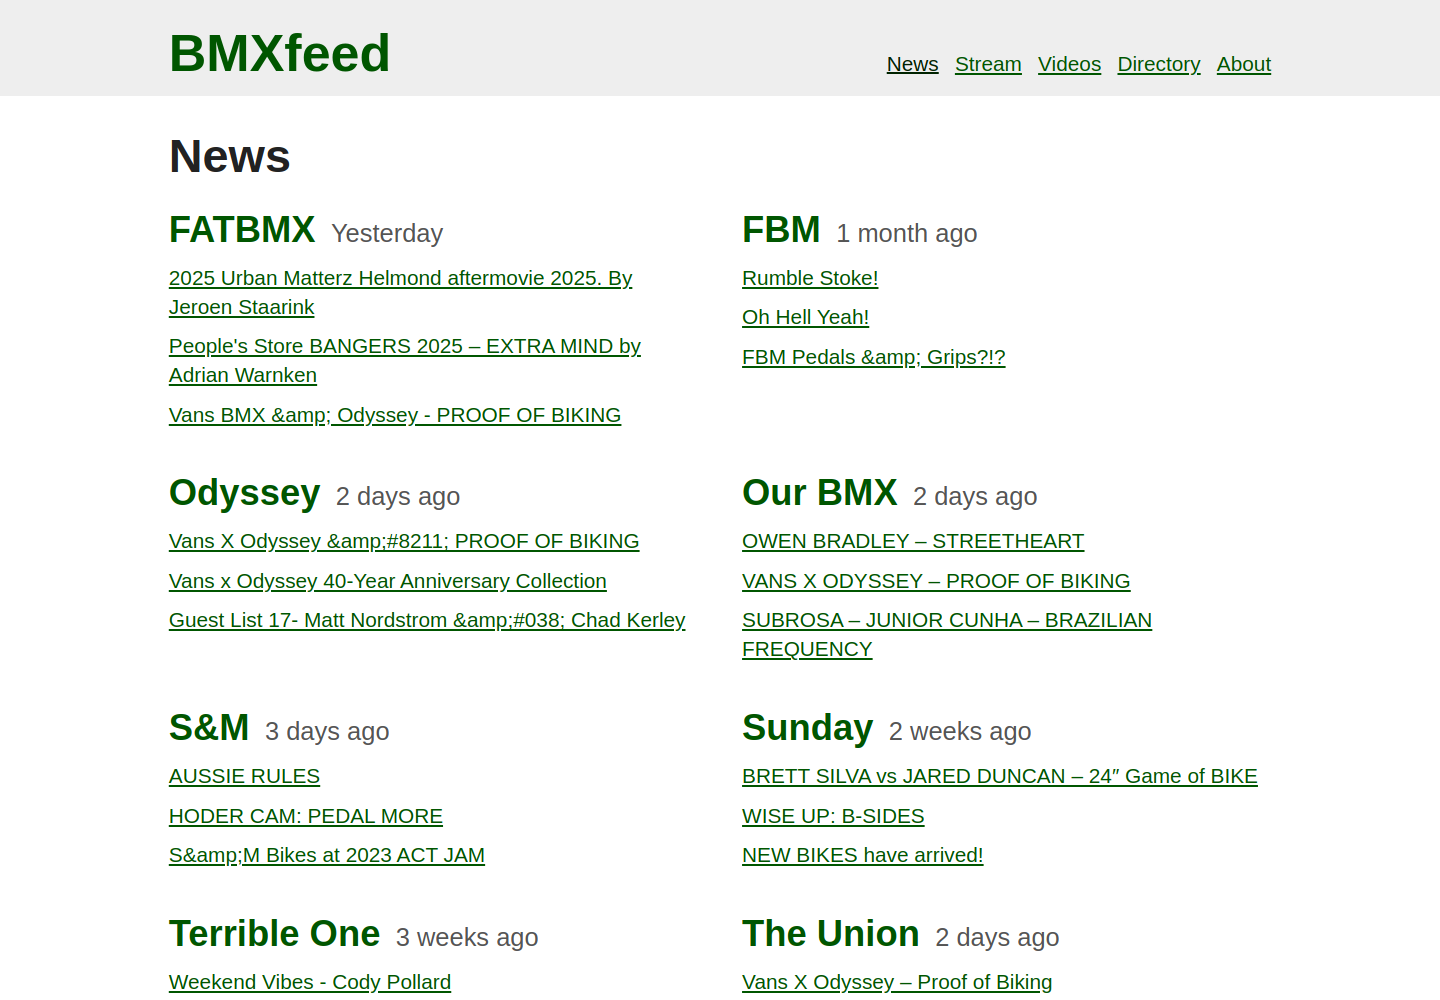 BMXfeed
News Stream Videos Directory About
News
FATBMX Yesterday
2025 Urban Matterz Helmond aftermovie 2025. By
Jeroen Staarink
People's Store BANGERS 2025 – EXTRA MIND by
Adrian Warnken
Vans BMX &amp; Odyssey - PROOF OF BIKING
FBM 1 month ago
Rumble Stoke!
Oh Hell Yeah!
FBM Pedals &amp; Grips?!?
Odyssey 2 days ago
Vans X Odyssey &amp;#8211; PROOF OF BIKING
Vans x Odyssey 40-Year Anniversary Collection
Guest List 17- Matt Nordstrom &amp;#038; Chad Kerley
Our BMX 2 days ago
OWEN BRADLEY – STREETHEART
VANS X ODYSSEY – PROOF OF BIKING
SUBROSA – JUNIOR CUNHA – BRAZILIAN
FREQUENCY
S&M 3 days ago
AUSSIE RULES
HODER CAM: PEDAL MORE
S&amp;M Bikes at 2023 ACT JAM
Sunday 2 weeks ago
BRETT SILVA vs JARED DUNCAN – 24″ Game of BIKE
WISE UP: B-SIDES
NEW BIKES have arrived!
Terrible One 3 weeks ago
Weekend Vibes - Cody Pollard
The Union 2 days ago
Vans X Odyssey – Proof of Biking